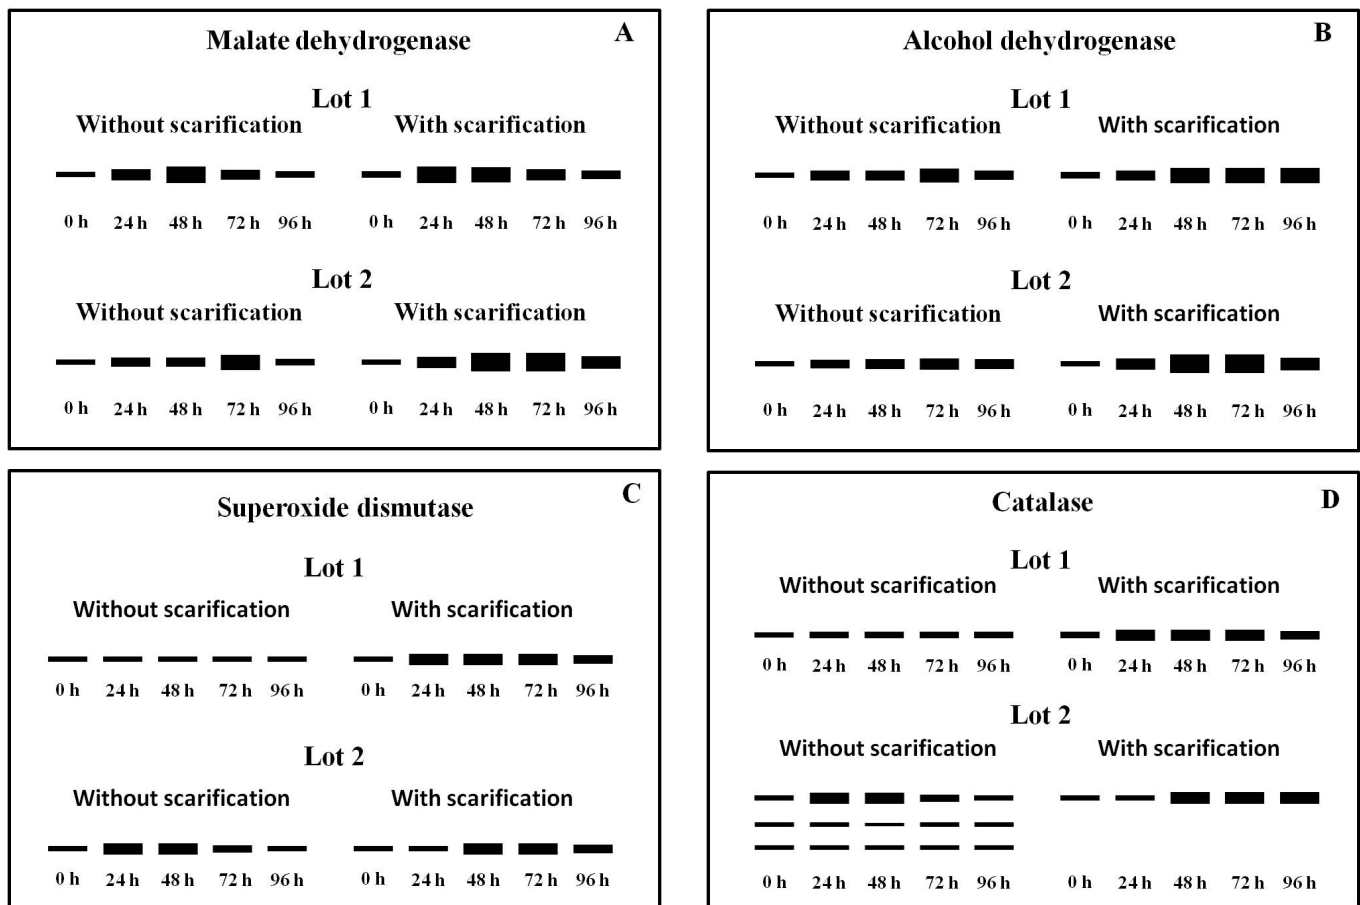 Malate dehydrogenase A
Lot 1
Without scarification With scarification
0 h 24 h 48 h 72 h 96 h 0 h 24 h 48 h 72 h 96 h
Lot 2
Without scarification With scarification
0 h 24 h 48 h 72 h 96 h 0 h 24 h 48 h 72 h 96 h
Alcohol dehydrogenase B
Lot 1
Without scarification With scarification
0 h 24 h 48 h 72 h 96 h 0 h 24 h 48 h 72 h 96 h
Lot 2
Without scarification With scarification
0 h 24 h 48 h 72 h 96 h 0 h 24 h 48 h 72 h 96 h
Superoxide dismutase C
Lot 1
Without scarification With scarification
0 h 24 h 48 h 72 h 96 h 0 h 24 h 48 h 72 h 96 h
Lot 2
Without scarification With scarification
0 h 24 h 48 h 72 h 96 h 0 h 24 h 48 h 72 h 96 h
Catalase D
Lot 1
Without scarification With scarification
0 h 24 h 48 h 72 h 96 h 0 h 24 h 48 h 72 h 96 h
Lot 2
Without scarification With scarification
0 h 24 h 48 h 72 h 96 h 0 h 24 h 48 h 72 h 96 h